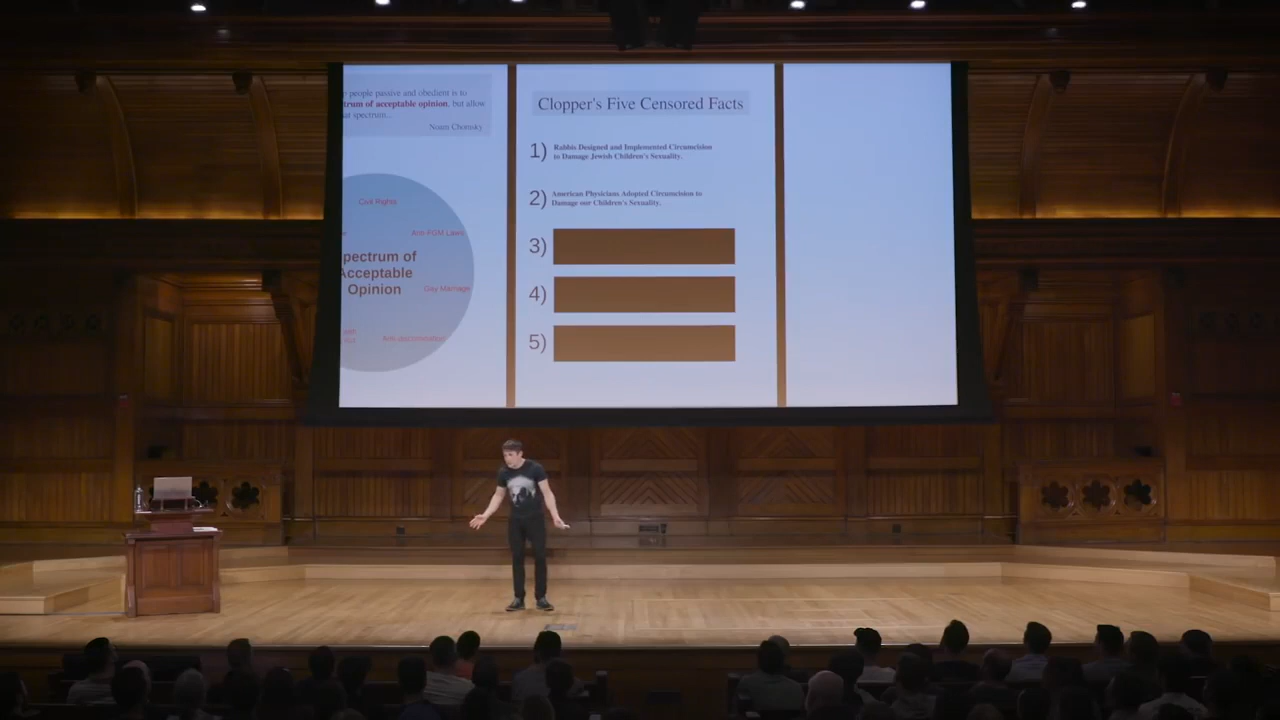 p people passive and obedient is to
trum of acceptable opinion, but allow
at spectrum...
Noam Chomsky
Civil Rights
Anti FGM Laws
pectrum of
Acceptable
Opinion
Gay Marriage
Clopper's Five Censored Facts
1) Rabbis Designed and Implemented Circumcision
to Damage Jewish Children's Sexuality.
2) American Physicians Adopted Circumcision to
Damage our Children's Sexuality.
3)
4)
5)